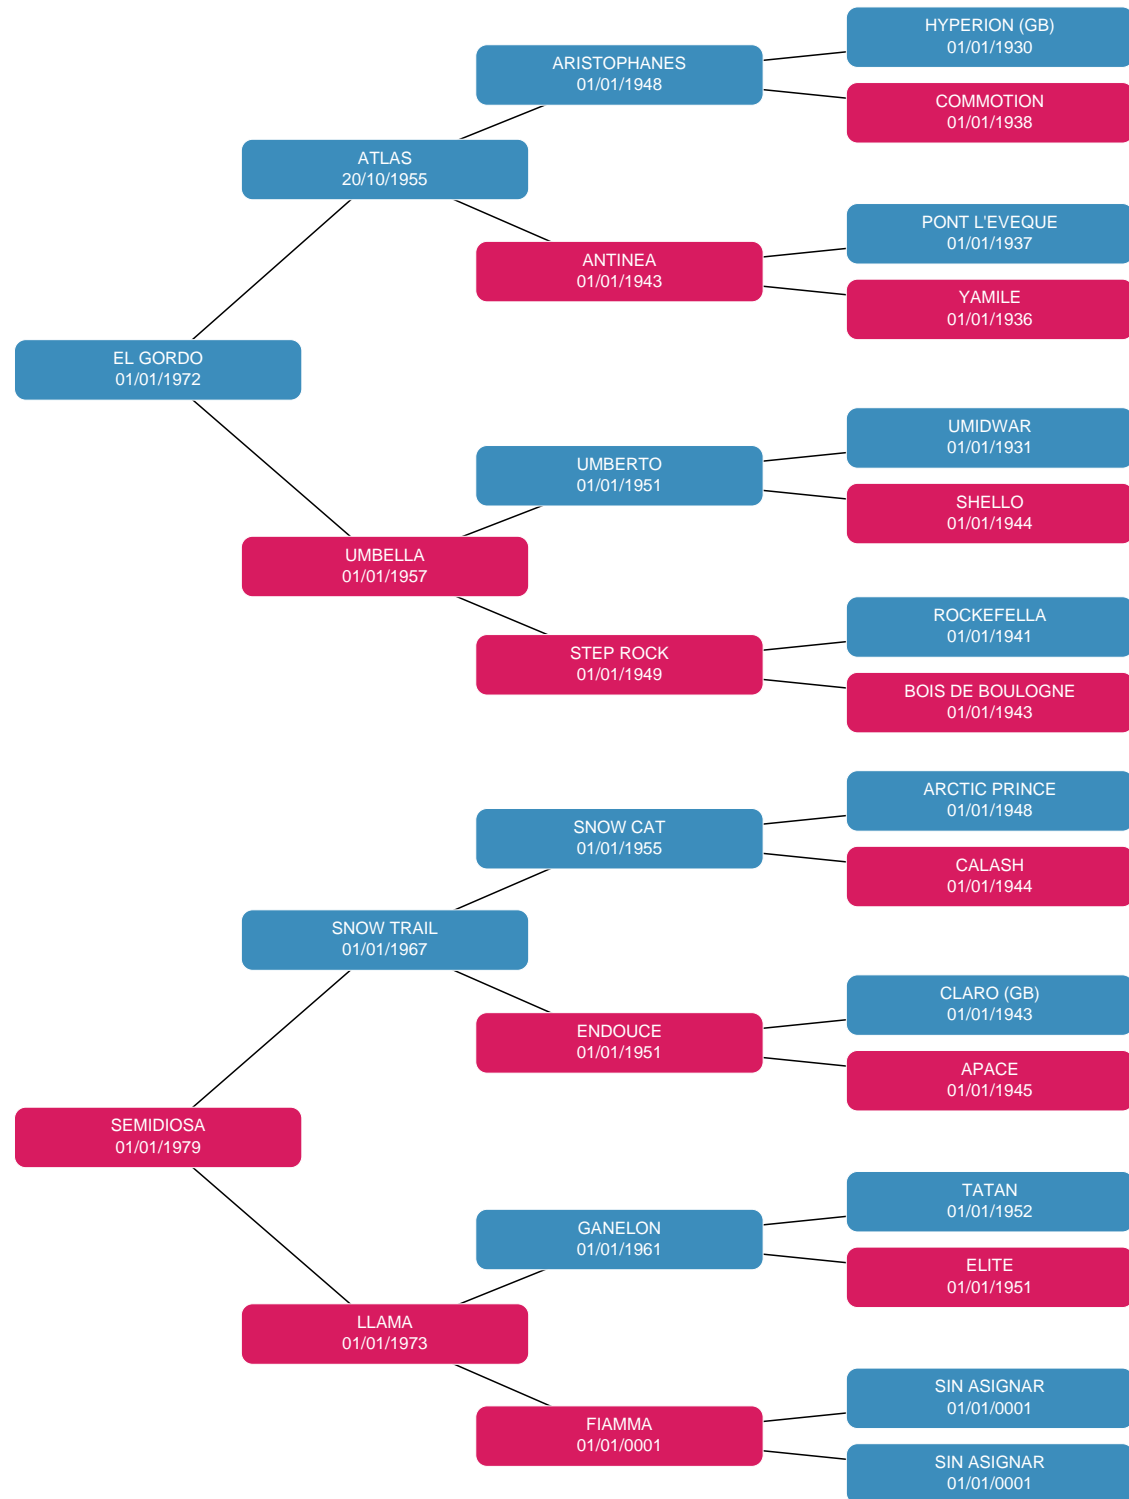 HYPERION (GB)
01/01/1930
ARISTOPHANES
01/01/1948
COMMOTION
01/01/1938
ATLAS
20/10/1955
PONT L'EVEQUE
01/01/1937
ANTINEA
01/01/1943
YAMILE
01/01/1936
EL GORDO
01/01/1972
UMIDWAR
01/01/1931
UMBERTO
01/01/1951
SHELLO
01/01/1944
UMBELLA
01/01/1957
ROCKEFELLA
01/01/1941
STEP ROCK
01/01/1949
BOIS DE BOULOGNE
01/01/1943
ARCTIC PRINCE
01/01/1948
SNOW CAT
01/01/1955
CALASH
01/01/1944
SNOW TRAIL
01/01/1967
CLARO (GB)
01/01/1943
ENDOUCE
01/01/1951
APACE
01/01/1945
SEMIDIOSA
01/01/1979
TATAN
01/01/1952
GANELON
01/01/1961
ELITE
01/01/1951
LLAMA
01/01/1973
SIN ASIGNAR
01/01/0001
FIAMMA
01/01/0001
SIN ASIGNAR
01/01/0001